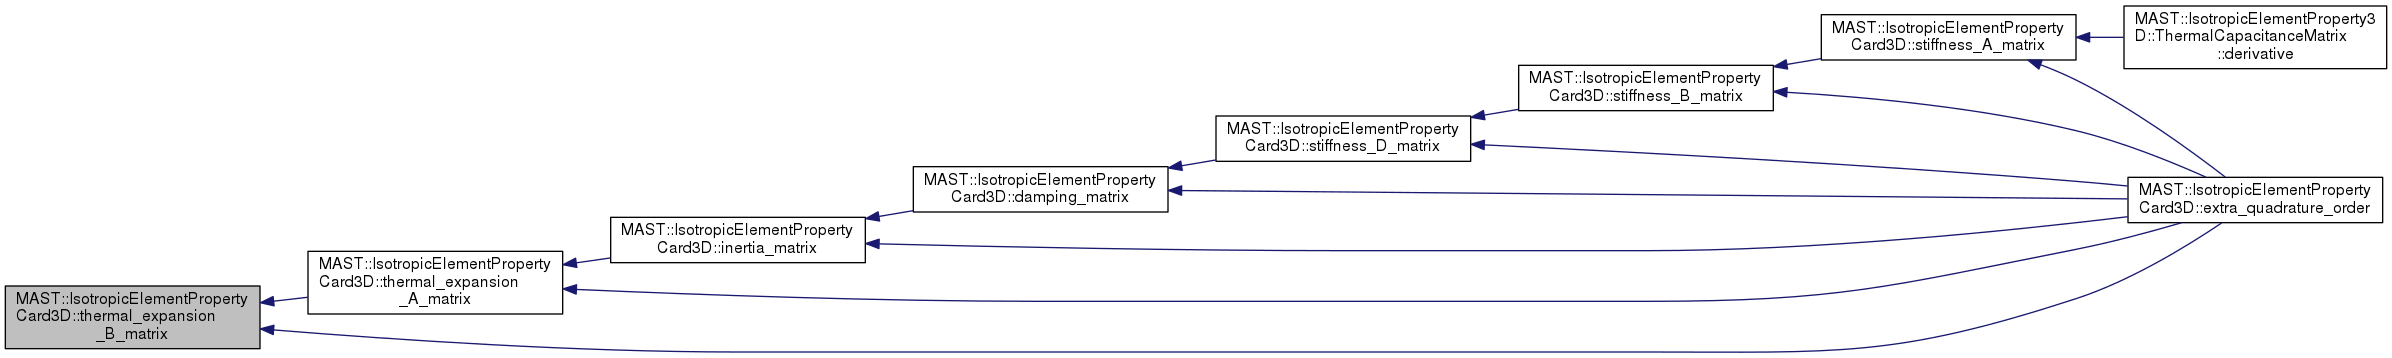 MAST::IsotropicElementProperty
Card3D::thermal_expansion
_B_matrix
MAST::IsotropicElementProperty
Card3D::thermal_expansion
_A_matrix
MAST::IsotropicElementProperty
Card3D::inertia_matrix
MAST::IsotropicElementProperty
Card3D::damping_matrix
MAST::IsotropicElementProperty
Card3D::stiffness_D_matrix
MAST::IsotropicElementProperty
Card3D::stiffness_B_matrix
MAST::IsotropicElementProperty
Card3D::stiffness_A_matrix
MAST::IsotropicElementProperty3
D::ThermalCapacitanceMatrix
::derivative
MAST::IsotropicElementProperty
Card3D::extra_quadrature_order